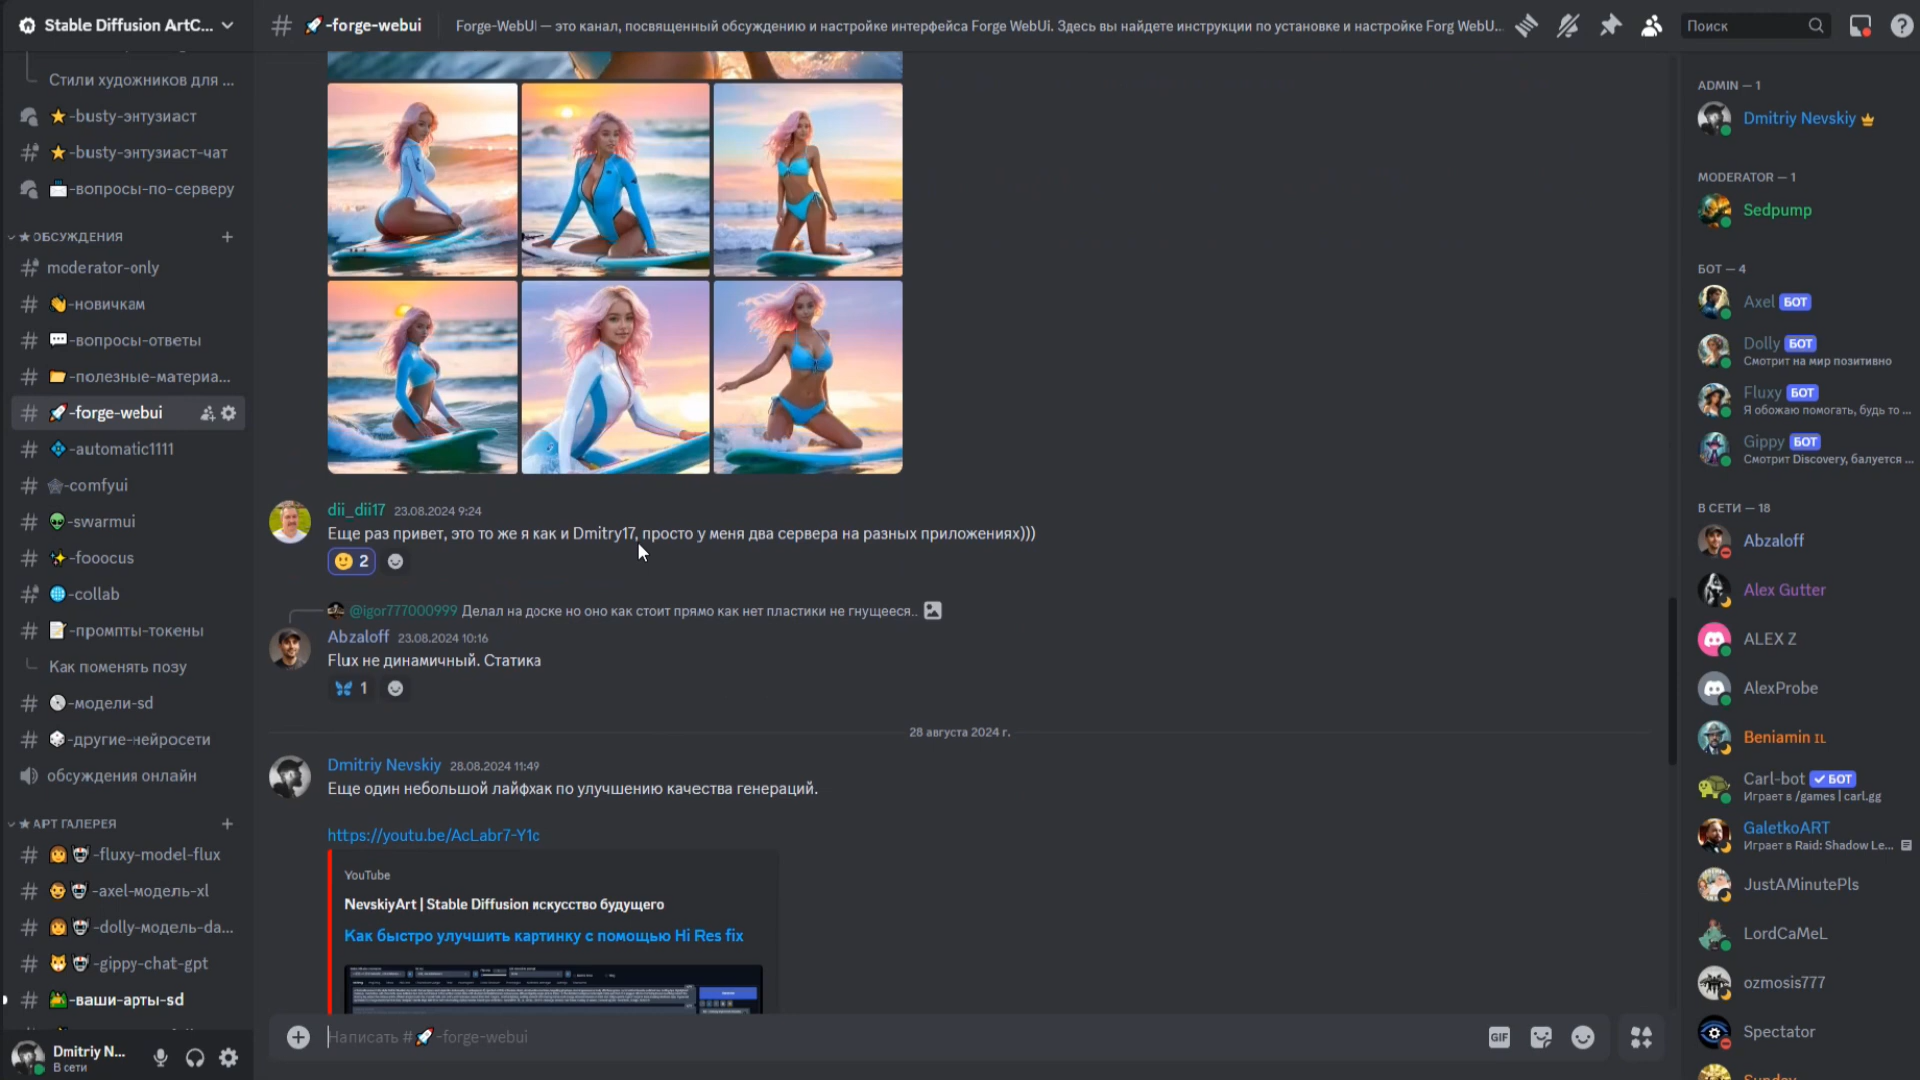 Stable Diffusion ArtC...
Стили художников для ...
-busty-энтузиаст
-busty-энтузиаст-чат
-вопросы-по-серверу
ОБСУЖДЕНИЯ
moderator-only
-новичкам
-вопросы-ответы
-полезные-материа...
-forge-webui
-automatic1111
-comfyui
-swarmui
-fooocus
-collab
-промпты-токены
Как поменять позу
-модели-sd
-другие-нейросети
обсуждения онлайн
АРТ ГАЛЕРЕЯ
-fluxy-model-flux
-axel-модель-xl
-dolly-модель-da...
-gippy-chat-gpt
-ваши-арты-sd
Dmitriy N...
В сети
-forge-webui
Forge-WebUI — это канал, посвященный обсуждению и настройке интерфейса Forge WebUi. Здесь вы найдете инструкции по установке и настройке Forg WebU...
Поиск
dii_dii17 23.08.2024 9:24
Еще раз привет, это то же я как и Dmitry17, просто у меня два сервера на разных приложениях)))
2
@igor777000999 Делал на доске но оно как стоит прямо как нет пластики не гнущееся..
Abzaloff 23.08.2024 10:16
Flux не динамичный. Статика
1
28 августа 2024 г.
Dmitriy Nevskiy 28.08.2024 11:49
Еще один небольшой лайфхак по улучшению качества генераций.
https://youtu.be/AcLabr7-Y1c
YouTube
NevskiyArt | Stable Diffusion искусство будущего
Как быстро улучшить картинку с помощью Hi Res fix
Написать #🚀-forge-webui
GIF
ADMIN — 1
Dmitriy Nevskiy
MODERATOR — 1
Sedpump
БОТ — 4
Axel БОТ
Dolly БОТ
Смотрит на мир позитивно
Fluxy БОТ
Я обожаю помогать, будь то ...
Gippy БОТ
Смотрит Discovery, балуется ...
В СЕТИ — 18
Abzaloff
Alex Gutter
ALEX Z
AlexProbe
Beniamin IL
Carl-bot БОТ
Играет в /games | carl.gg
GaletkoART
Играет в Raid: Shadow Le...
JustAMinutePls
LordCaMeL
ozmosis777
Spectator